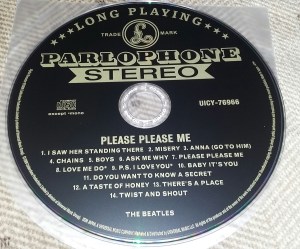 LONG PLAYING
TRADE MARK
PARLOPHONE
STEREO
except *mono
UICY-76966
PLEASE PLEASE ME
1. I SAW HER STANDING THERE 2. MISERY 3. ANNA (GO TO HIM)
4. CHAINS 5. BOYS 6. ASK ME WHY 7. PLEASE PLEASE ME
8. LOVE ME DO* 9. P.S. I LOVE YOU* 10. BABY IT'S YOU
11. DO YOU WANT TO KNOW A SECRET
12. A TASTE OF HONEY 13. THERE'S A PLACE
14. TWIST AND SHOUT
THE BEATLES